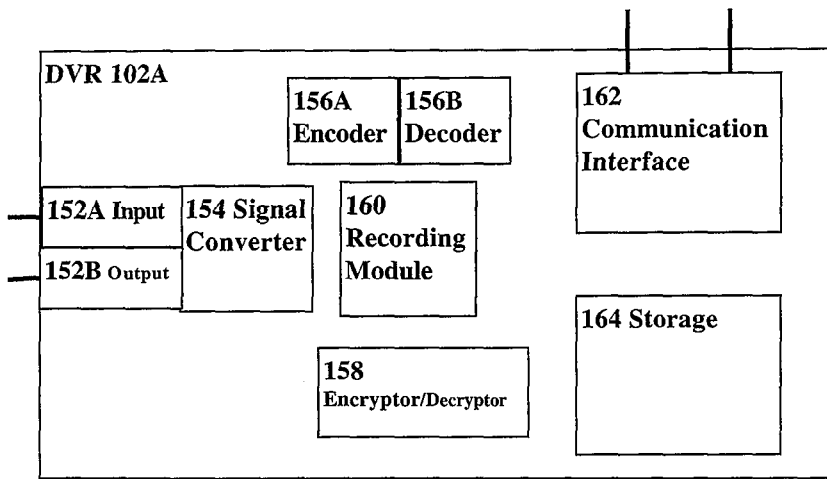 DVR 102A
156A
Encoder
156B
Decoder
162
Communication
Interface
152A Input
154 Signal
Converter
160
Recording
Module
152B Output
164 Storage
158
Encryptor/Decryptor